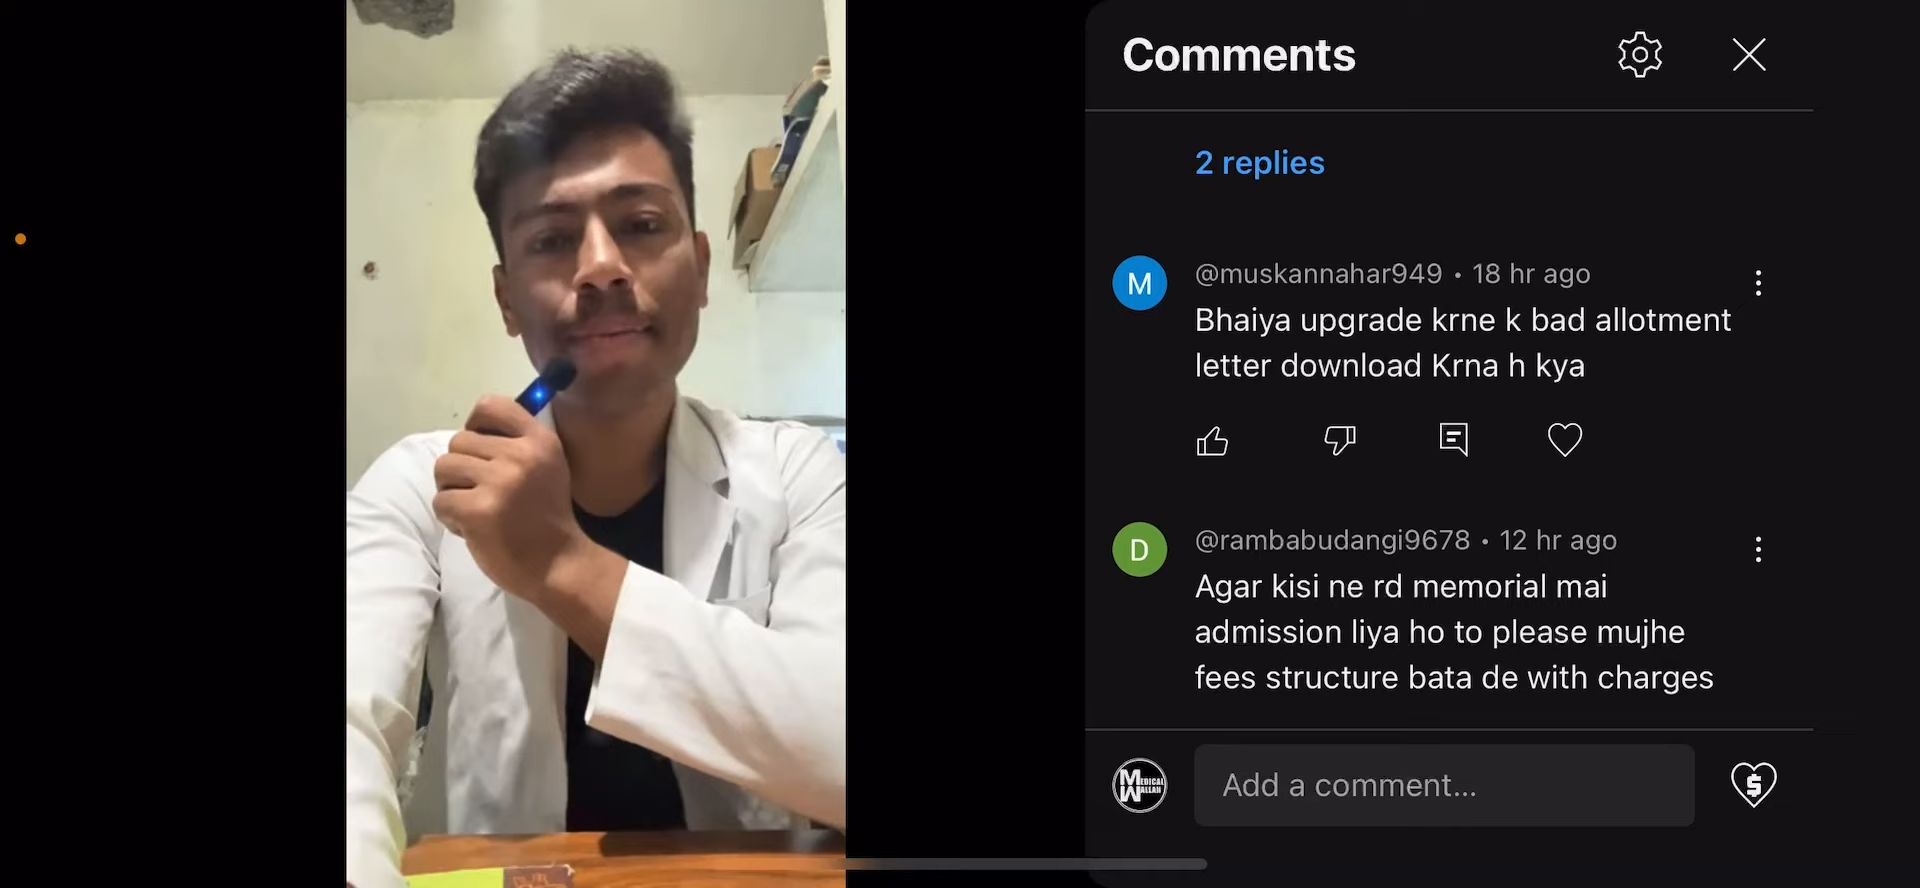 Comments
2 replies
M
@muskannahar949 • 18 hr ago
Bhaiya upgrade krne k bad allotment
letter download Krna h kya
D
@rambabudangi9678 • 12 hr ago
Agar kisi ne rd memorial mai
admission liya ho to please mujhe
fees structure bata de with charges
MEDICAL
WALLAH
Add a comment...
$